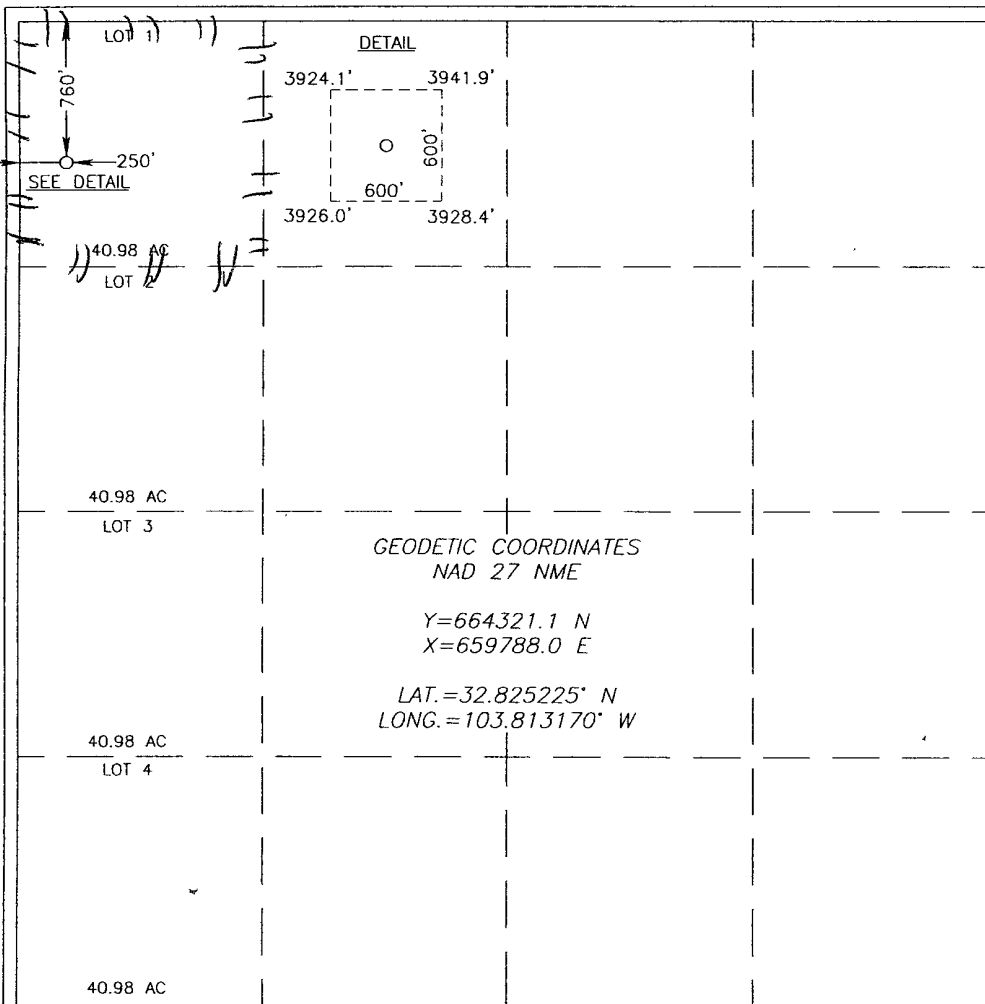 LOT 1
DETAIL
3924.1' 3941.9'
760'
600'
250'
SEE DETAIL
600'
3926.0' 3928.4'
40.98 AC
LOT 2
40.98 AC
LOT 3
GEODETIC COORDINATES
NAD 27 NME
Y=664321.1 N
X=659788.0 E
LAT.=32.825225° N
LONG.=103.813170° W
40.98 AC
LOT 4
40.98 AC